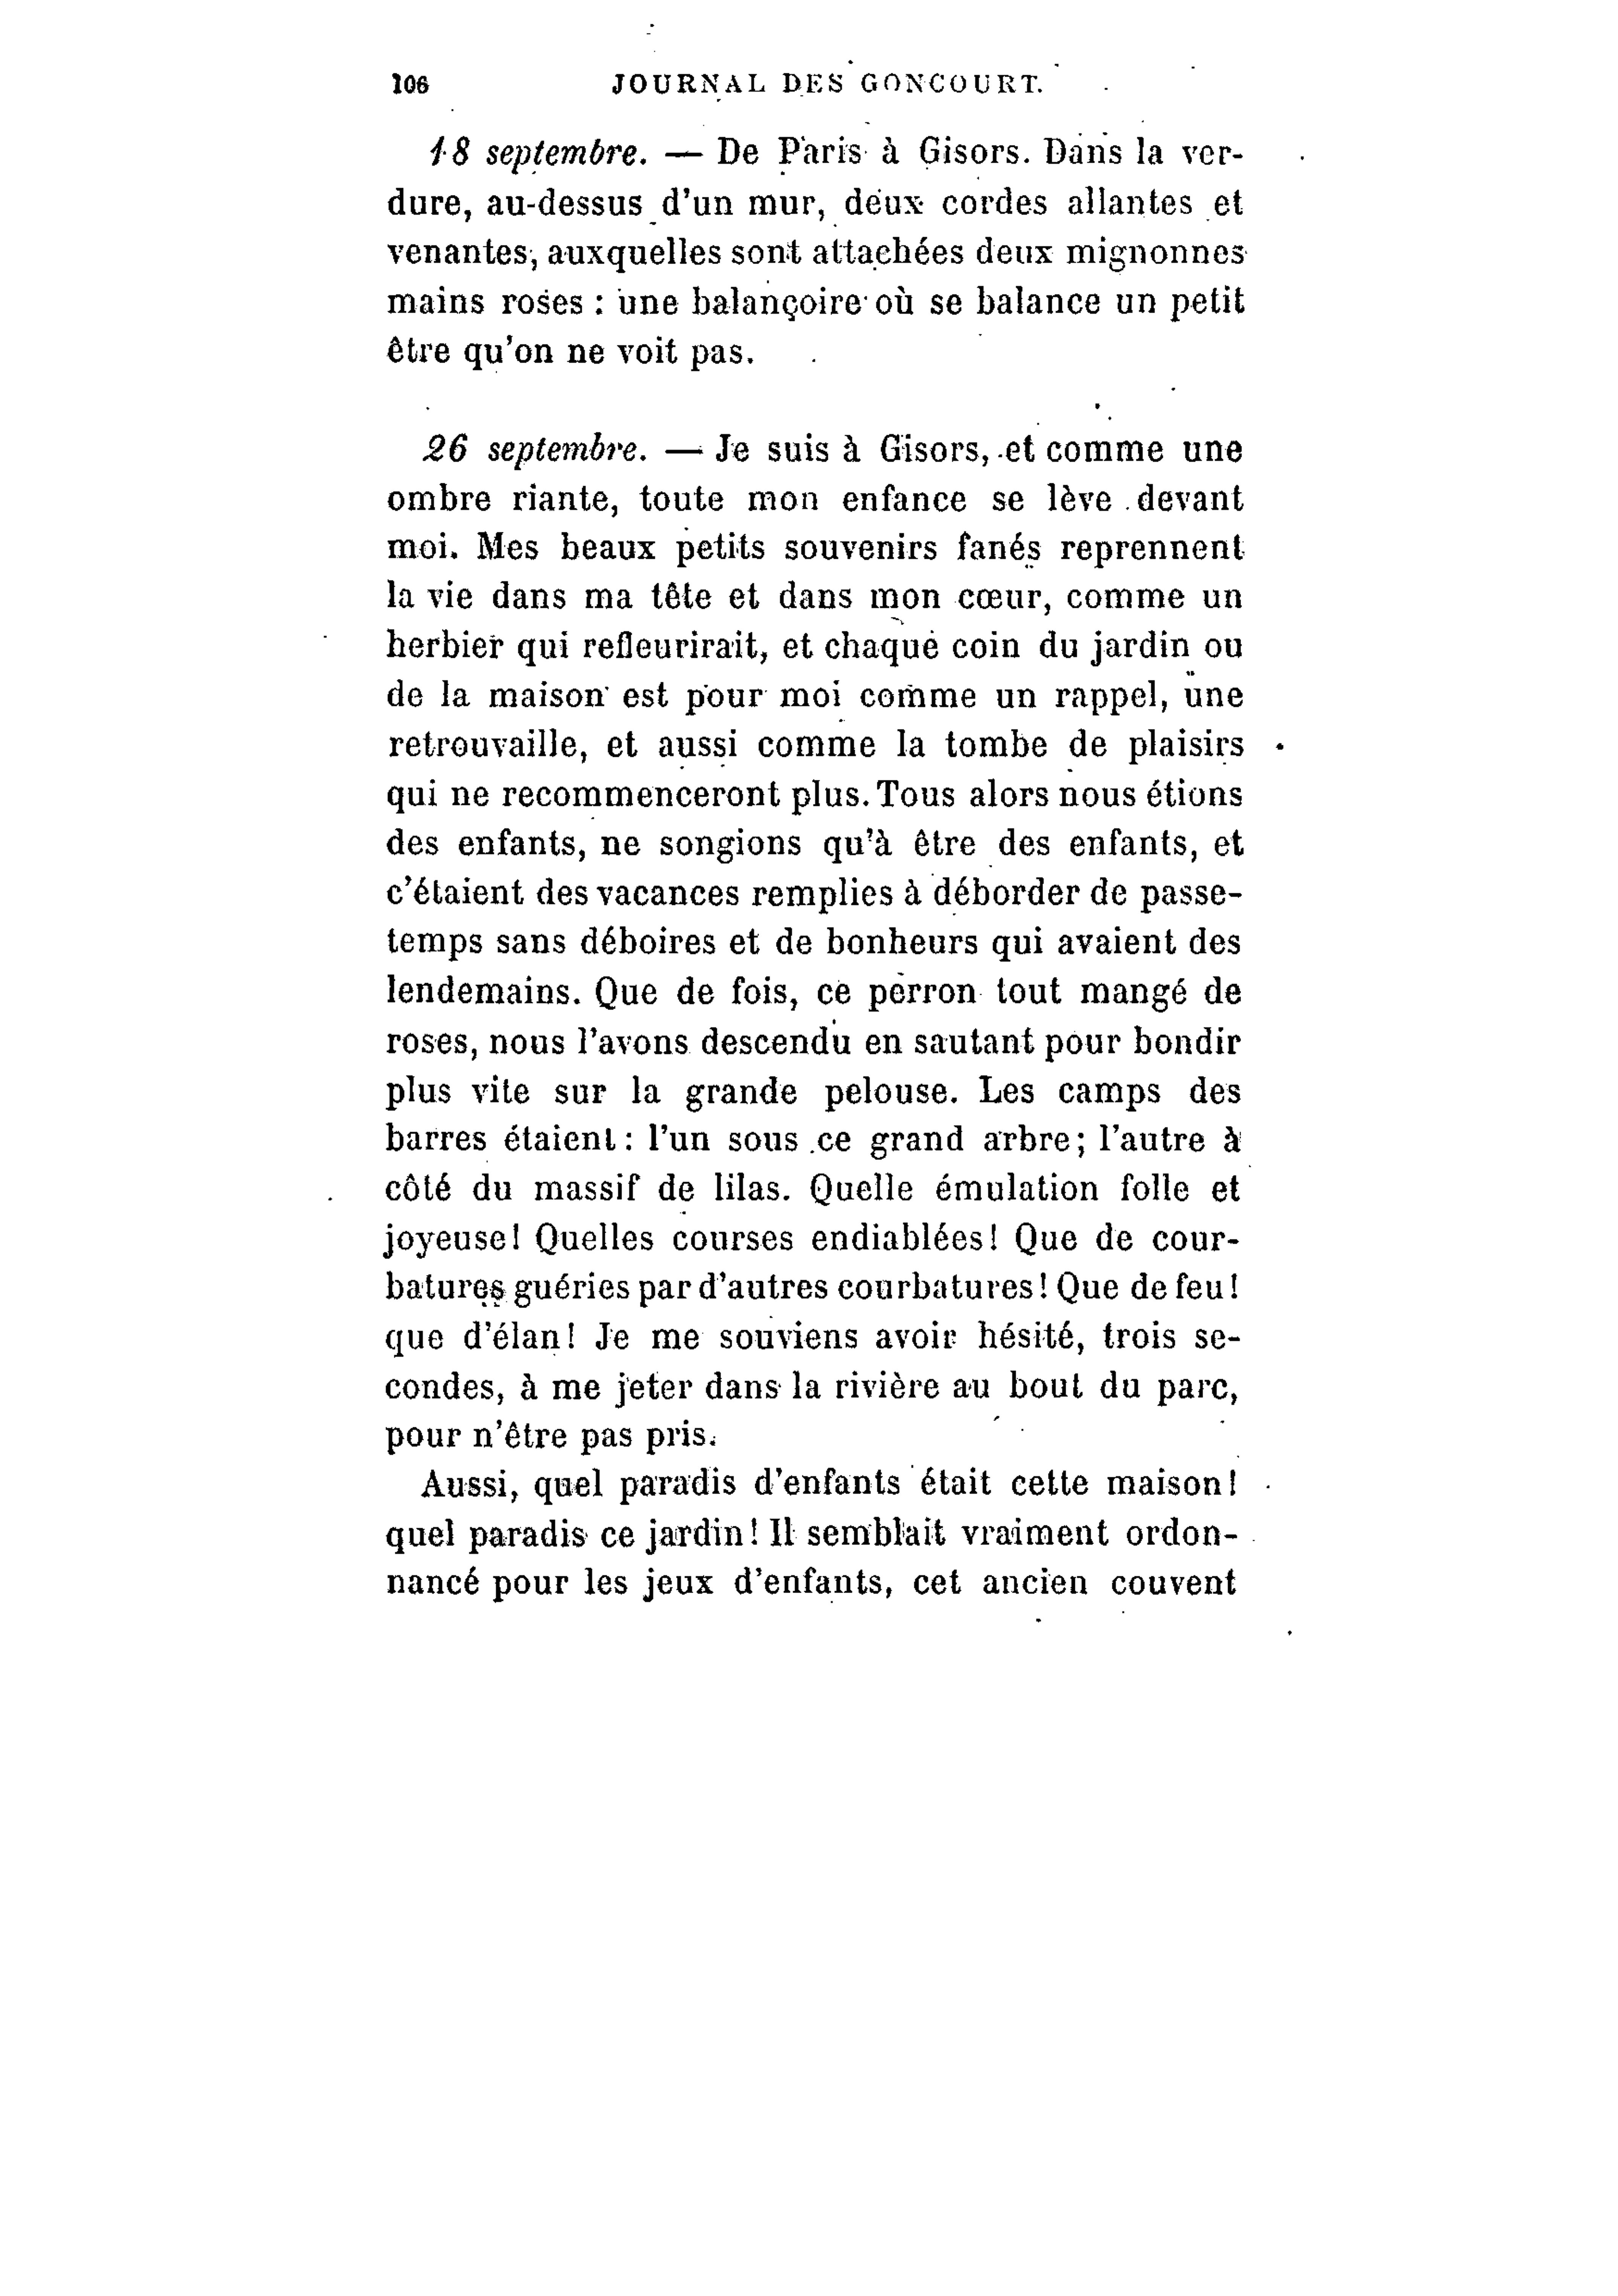 106 JOURNAL DES GONCOURT.
18 septembre. — De Paris à Gisors. Dans la ver-
dure, au-dessus d'un mur, deux cordes allantes et
venantes, auxquelles sont attachées deux mignonnes
mains roses : une balançoire où se balance un petit
être qu'on ne voit pas.
26 septembre. — Je suis à Gisors, et comme une
ombre riante, toute mon enfance se lève devant
moi. Mes beaux petits souvenirs fanés reprennent
la vie dans ma tête et dans mon cœur, comme un
herbier qui refleurirait, et chaque coin du jardin ou
de la maison est pour moi comme un rappel, une
retrouvaille, et aussi comme la tombe de plaisirs
qui ne recommenceront plus. Tous alors nous étions
des enfants, ne songions qu'à être des enfants, et
c'étaient des vacances remplies à déborder de passe-
temps sans déboires et de bonheurs qui avaient des
lendemains. Que de fois, ce perron tout mangé de
roses, nous l'avons descendu en sautant pour bondir
plus vite sur la grande pelouse. Les camps des
barres étaient : l'un sous ce grand arbre; l'autre à
côté du massif de lilas. Quelle émulation folle et
joyeuse! Quelles courses endiablées! Que de cour-
batures guéries par d'autres courbatures! Que de feu!
que d'élan! Je me souviens avoir hésité, trois se-
condes, à me jeter dans la rivière au bout du parc,
pour n'être pas pris.
Aussi, quel paradis d'enfants était cette maison!
quel paradis ce jardin! Il semblait vraiment ordon-
nancé pour les jeux d'enfants, cet ancien couvent